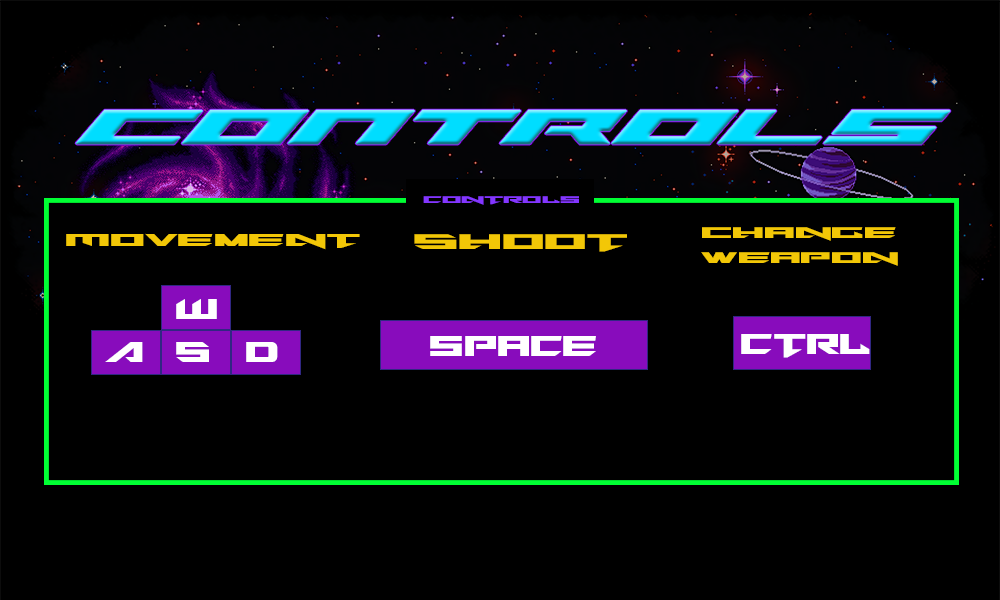 CONTROLS
CONTROLS
MOVEMENT
SHOOT
CHANGE
WEAPON
W
A S D
SPACE
CTRL